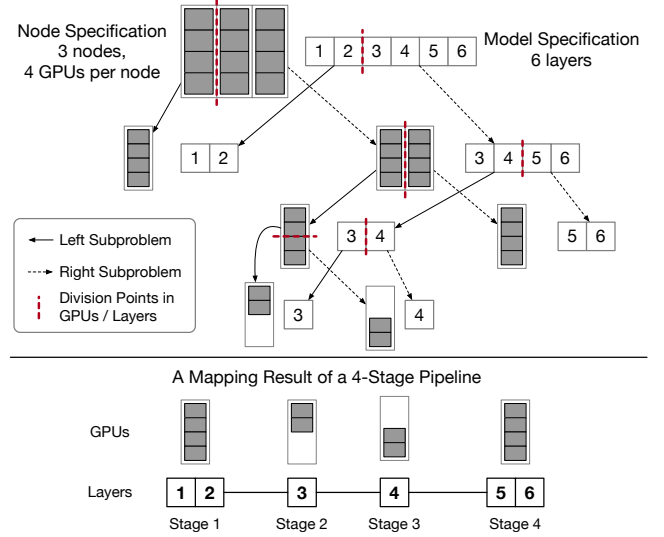 Node Specification
3 nodes,
4 GPUs per node
1 2 3 4 5 6
Model Specification
6 layers
1 2
3 4 5 6
3 4
5 6
Left Subproblem
Right Subproblem
Division Points in
GPUs / Layers
3
4
A Mapping Result of a 4-Stage Pipeline
GPUs
Layers
1 2 3 4 5 6
Stage 1 Stage 2 Stage 3 Stage 4